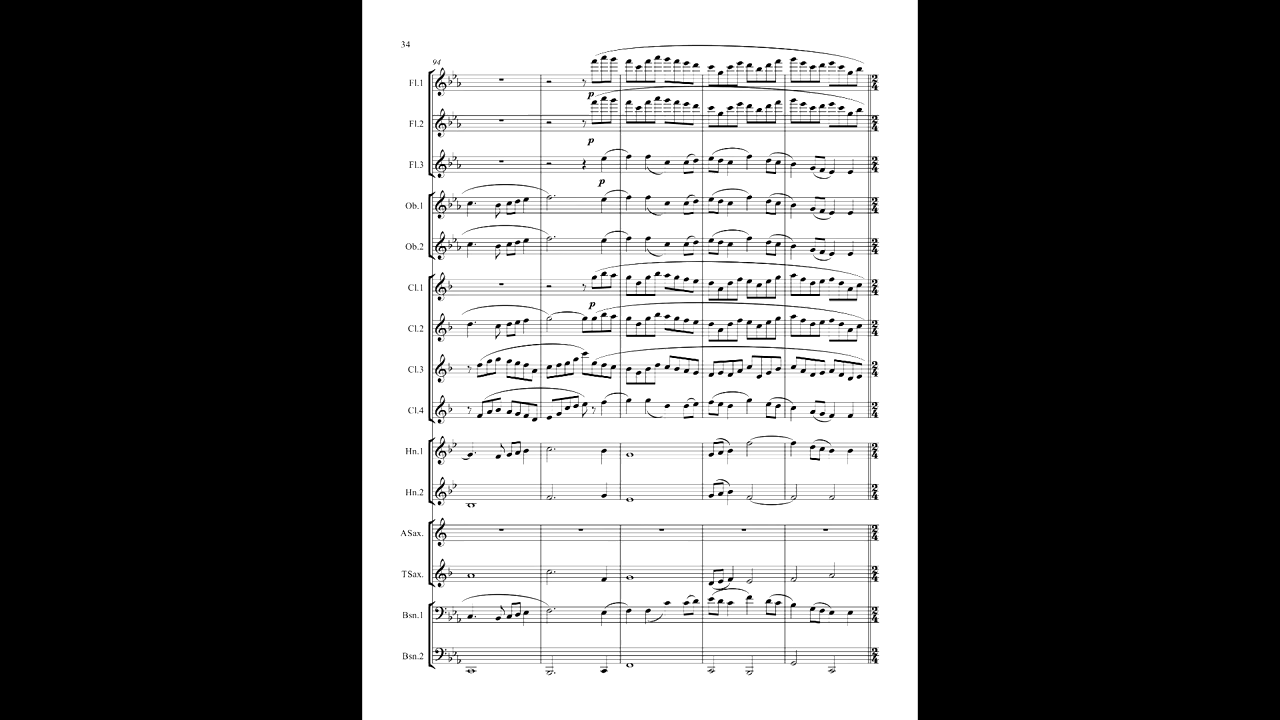 34
94
Fl.1
p
Fl.2
p
Fl.3
p
Ob.1
Ob.2
Cl.1
p
Cl.2
Cl.3
Cl.4
Hn.1
Hn.2
ASax.
TSax.
Bsn.1
Bsn.2